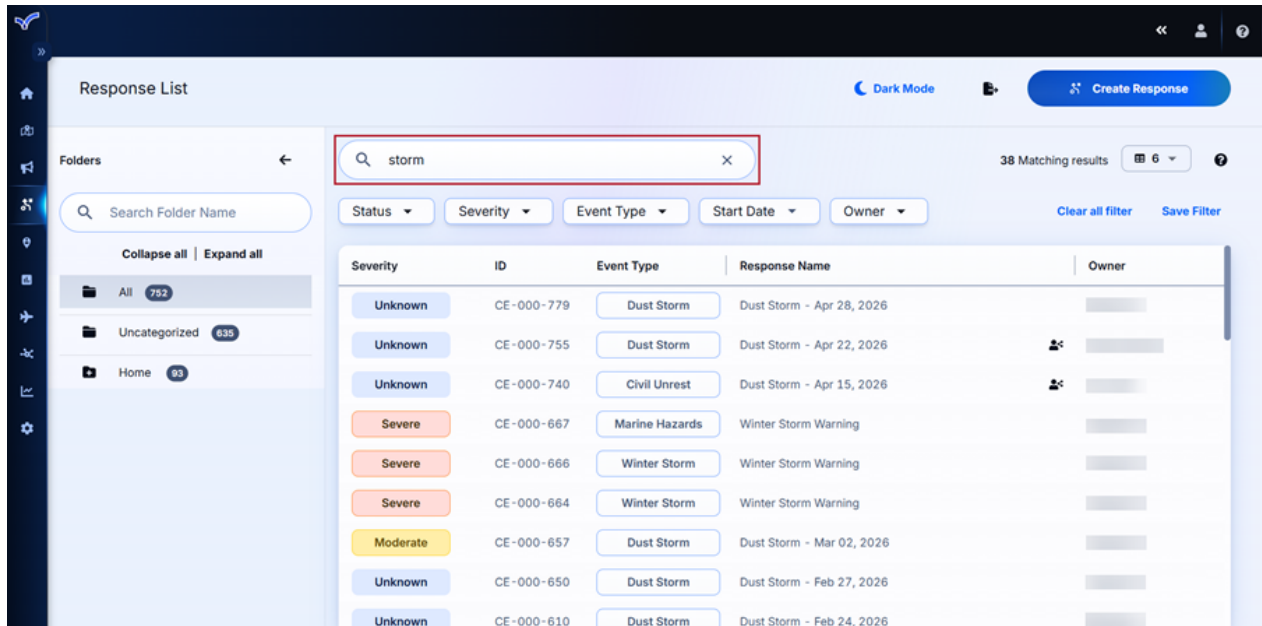 Response List
Dark Mode
Create Response
Folders
storm
38 Matching results
6
Search Folder Name
Status
Severity
Event Type
Start Date
Owner
Clear all filter
Save Filter
Collapse all | Expand all
All 752
Uncategorized 635
Home 93
Severity ID Event Type Response Name Owner
Unknown CE-000-779 Dust Storm Dust Storm - Apr 28, 2026
Unknown CE-000-755 Dust Storm Dust Storm - Apr 22, 2026
Unknown CE-000-740 Civil Unrest Dust Storm - Apr 15, 2026
Severe CE-000-667 Marine Hazards Winter Storm Warning
Severe CE-000-666 Winter Storm Winter Storm Warning
Severe CE-000-664 Winter Storm Winter Storm Warning
Moderate CE-000-657 Dust Storm Dust Storm - Mar 02, 2026
Unknown CE-000-650 Dust Storm Dust Storm - Feb 27, 2026
Unknown CE-000-610 Dust Storm Dust Storm - Feb 24, 2026